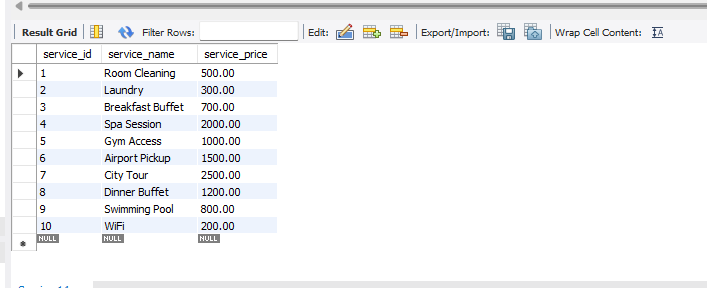 Result Grid Filter Rows: Edit: Export/Import: Wrap Cell Content: IA
service_id service_name service_price
1 Room Cleaning 500.00
2 Laundry 300.00
3 Breakfast Buffet 700.00
4 Spa Session 2000.00
5 Gym Access 1000.00
6 Airport Pickup 1500.00
7 City Tour 2500.00
8 Dinner Buffet 1200.00
9 Swimming Pool 800.00
10 WiFi 200.00
NULL NULL NULL